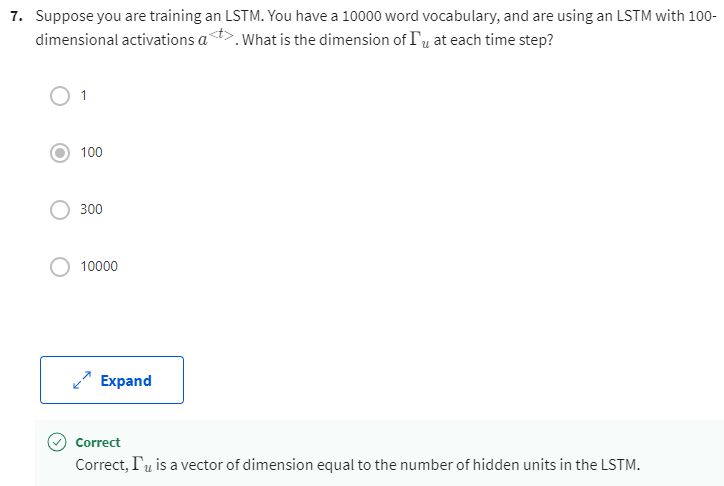 7. Suppose you are training an LSTM. You have a 10000 word vocabulary, and are using an LSTM with 100-
dimensional activations a<t>. What is the dimension of Γu at each time step?
1
100
300
10000
Expand
Correct
Correct, Γu is a vector of dimension equal to the number of hidden units in the LSTM.